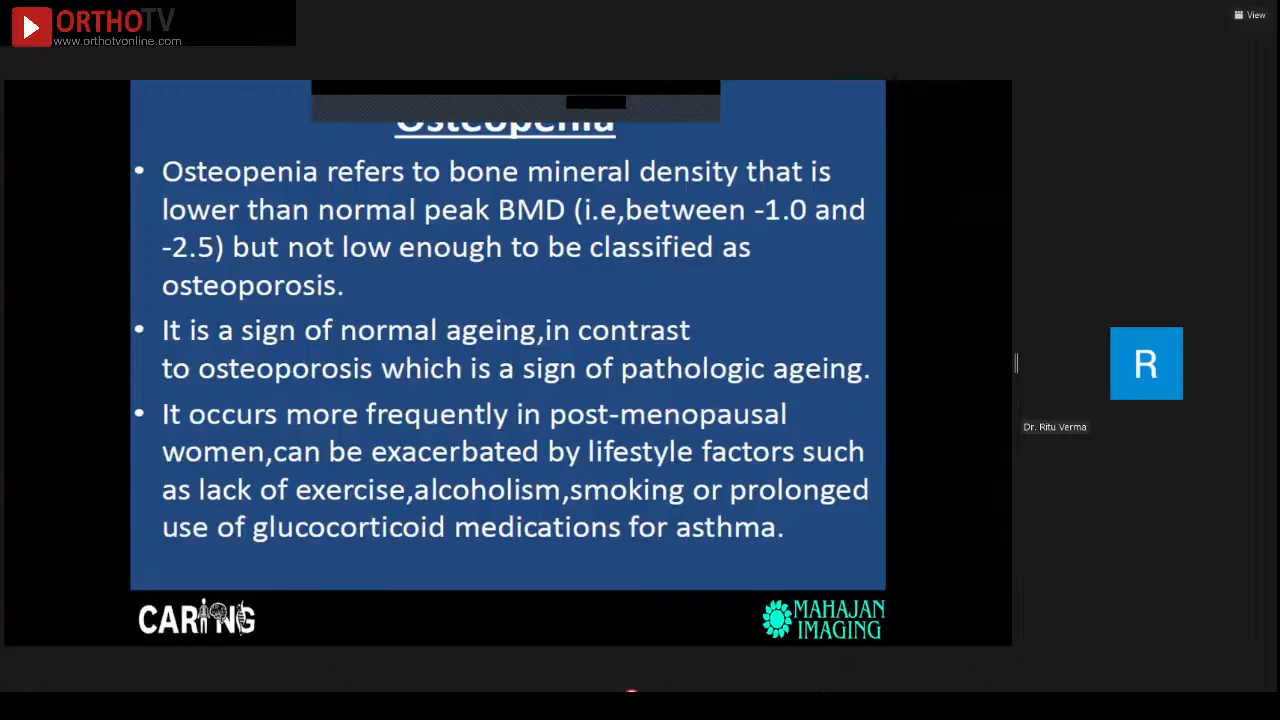 ORTHOTV
www.orthotvonline.com
View
Osteopenia
• Osteopenia refers to bone mineral density that is
lower than normal peak BMD (i.e,between -1.0 and
-2.5) but not low enough to be classified as
osteoporosis.
• It is a sign of normal ageing,in contrast
to osteoporosis which is a sign of pathologic ageing.
• It occurs more frequently in post-menopausal
women,can be exacerbated by lifestyle factors such
as lack of exercise,alcoholism,smoking or prolonged
use of glucocorticoid medications for asthma.
R
Dr. Ritu Verma
CARING
MAHAJAN
IMAGING